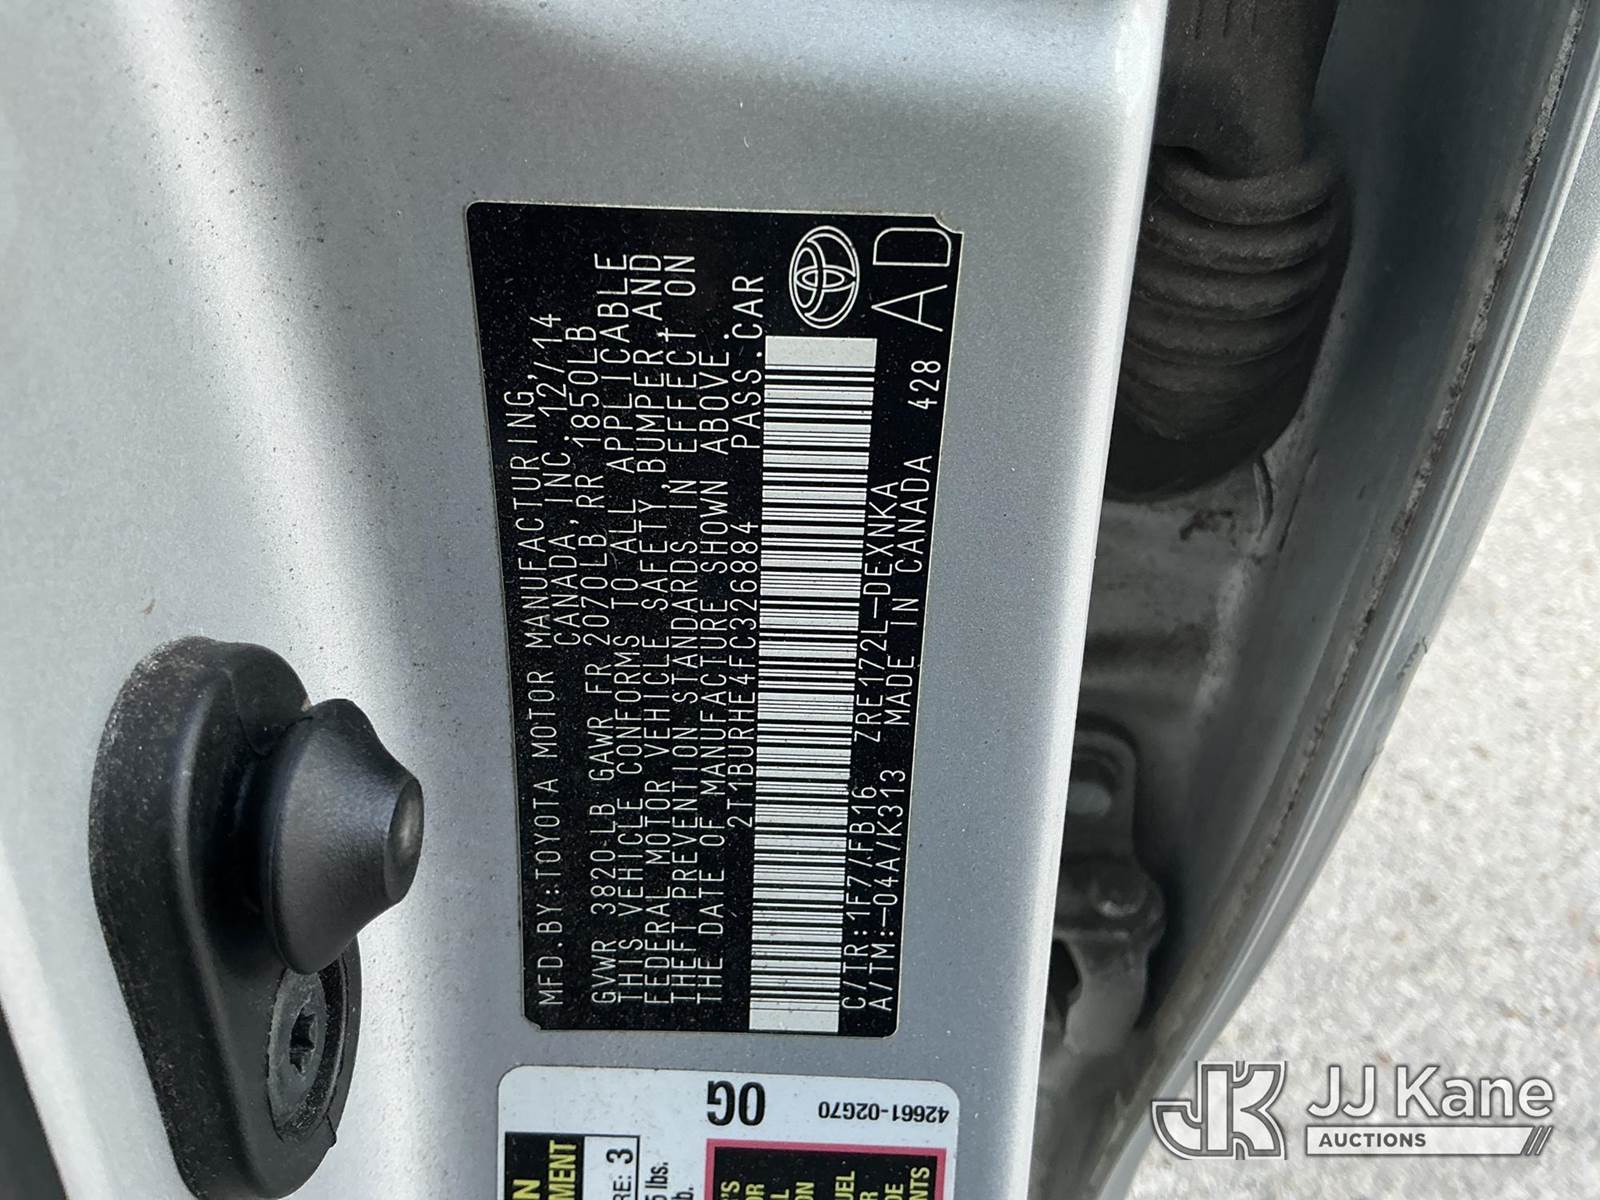 MFD.BY:TOYOTA MOTOR MANUFACTURING,
CANADA,INC.12/14
GVWR 3820LB GAWR FR 2070LB,RR 1850LB
THIS VEHICLE CONFORMS TO ALL APPLICABLE
FEDERAL MOTOR VEHICLE SAFETY,BUMPER,AND
THEFT PREVENTION STANDARDS IN EFFECT ON
THE DATE OF MANUFACTURE SHOWN ABOVE.
2T1BURHE4FC326884 PASS.CAR
C/TR:1F7/FB16 ZRE172L-DEXNKA
A/TM:-04A/K313 MADE IN CANADA 428
AD
0G
42661-02G70
3
lbs.
JJ Kane
AUCTIONS